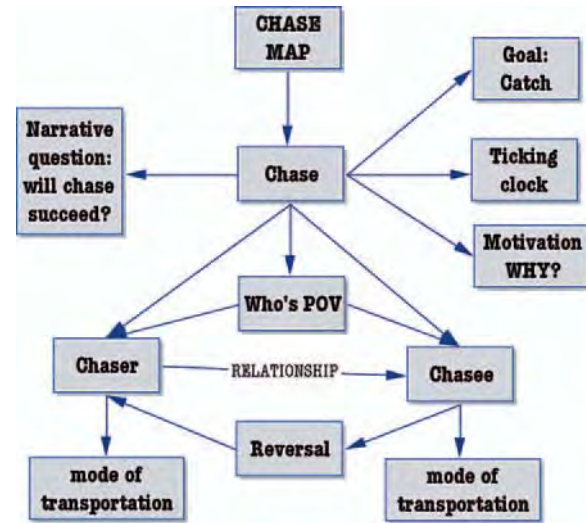 CHASE
MAP
Goal:
Catch
Narrative
question:
will chase
succeed?
Chase
Ticking
clock
Motivation
WHY?
Who's POV
Chaser
RELATIONSHIP
Chasee
Reversal
mode of
transportation
mode of
transportation